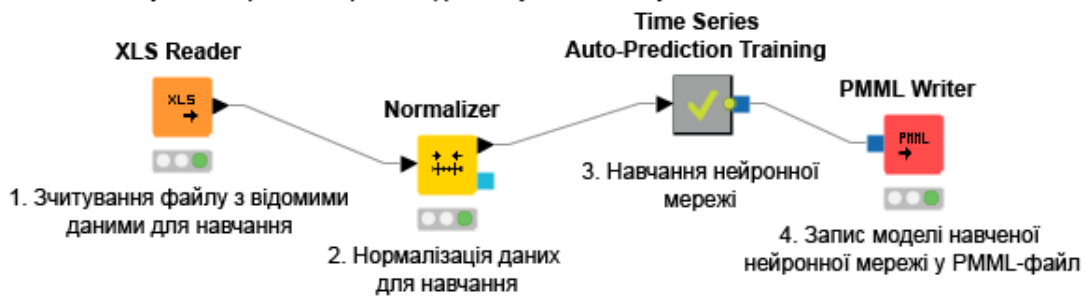 Time Series
Auto-Prediction Training
XLS Reader
PMML Writer
Normalizer
XLS
PMML
3. Навчання нейронної
мережі
1. Зчитування файлу з відомими
даними для навчання
4. Запис моделі навченої
нейронної мережі у PMML-файл
2. Нормалізація даних
для навчання